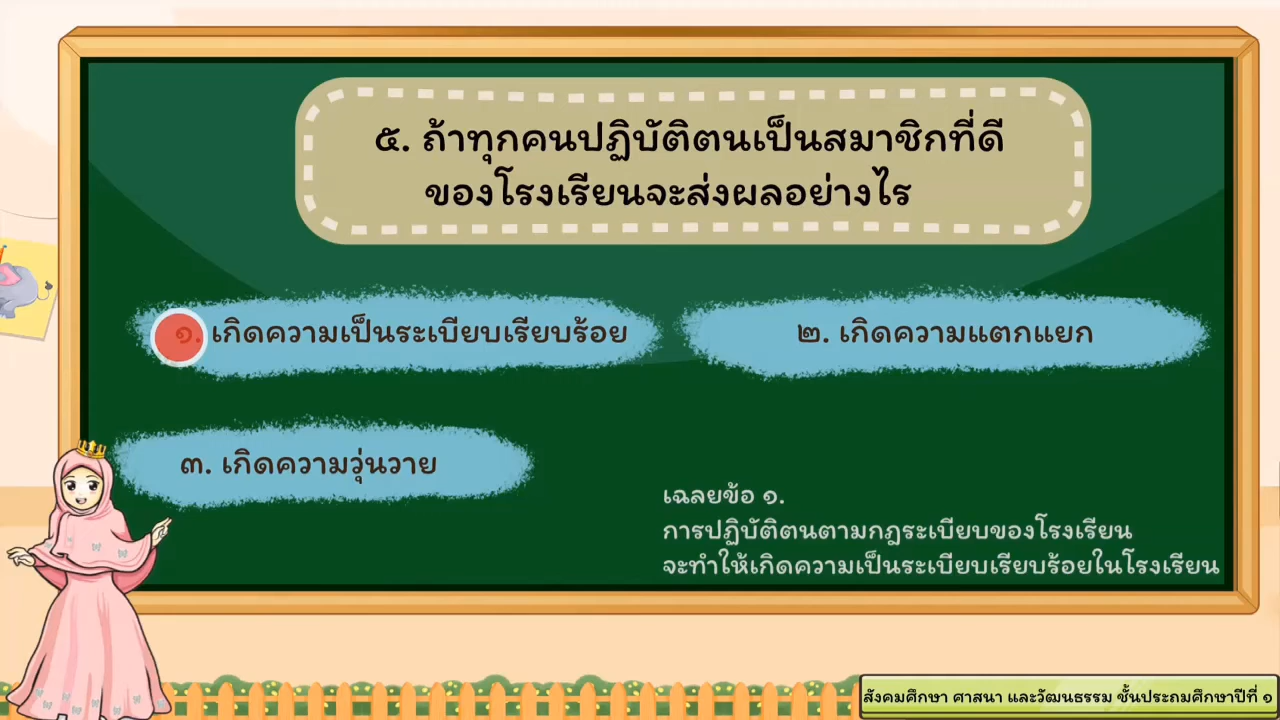 ๕. ถ้าทุกคนปฏิบัติตนเป็นสมาชิกที่ดี
ของโรงเรียนจะส่งผลอย่างไร
๑. เกิดความเป็นระเบียบเรียบร้อย
๒. เกิดความแตกแยก
๓. เกิดความวุ่นวาย
เฉลยข้อ ๑.
การปฏิบัติตนตามกฎระเบียบของโรงเรียน
จะทำให้เกิดความเป็นระเบียบเรียบร้อยในโรงเรียน
สังคมศึกษา ศาสนา และวัฒนธรรม ชั้นประถมศึกษาปีที่ ๑